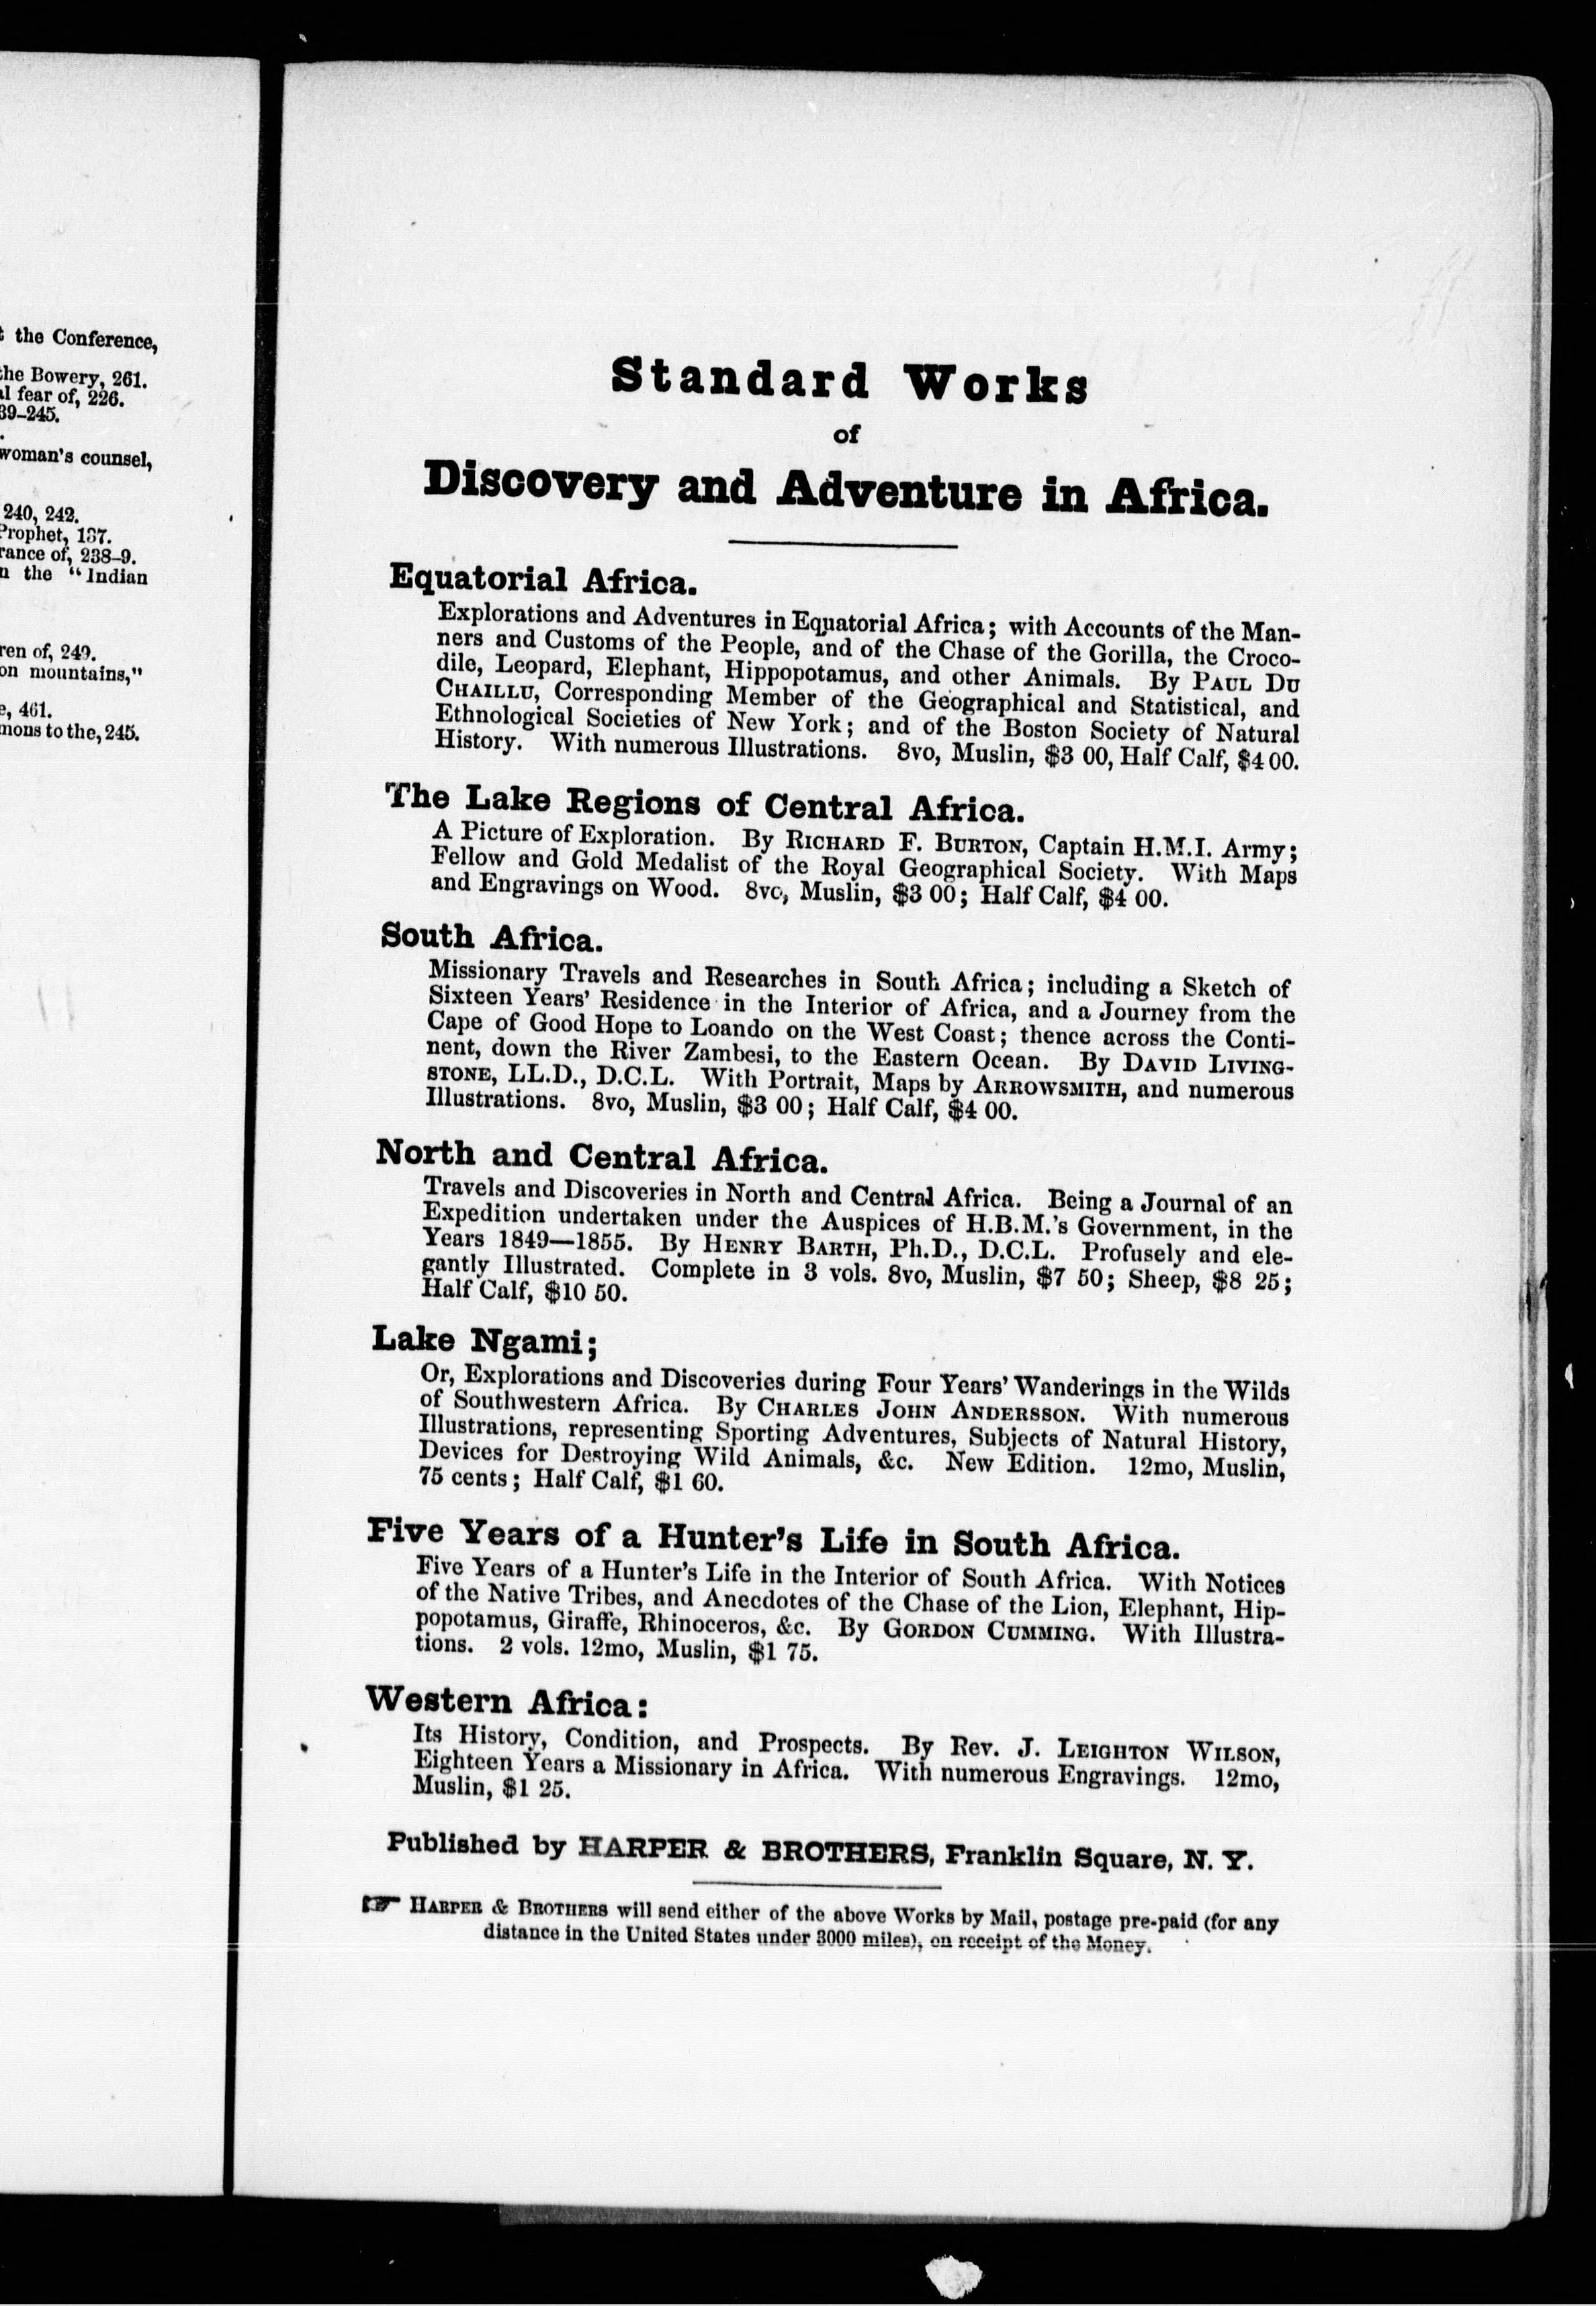 the Conference,
the Bowery, 261.
fear of, 226.
39-245.
woman's counsel,
240, 242.
Prophet, 137.
of, 238-9.
the "Indian
of, 249.
on mountains,"
461.
to the, 245.
Standard Works
of
Discovery and Adventure in Africa.
Equatorial Africa.
Explorations and Adventures in Equatorial Africa; with Accounts of the Man-
ners and Customs of the People, and of the Chase of the Gorilla, the Croco-
dile, Leopard, Elephant, Hippopotamus, and other Animals. By PAUL DU
CHAILLU, Corresponding Member of the Geographical and Statistical, and
Ethnological Societies of New York; and of the Boston Society of Natural
History. With numerous Illustrations. 8vo, Muslin, $3 00, Half Calf, $4 00.
The Lake Regions of Central Africa.
A Picture of Exploration. By RICHARD F. BURTON, Captain H.M.I. Army;
Fellow and Gold Medalist of the Royal Geographical Society. With Maps
and Engravings on Wood. 8vo, Muslin, $3 00; Half Calf, $4 00.
South Africa.
Missionary Travels and Researches in South Africa; including a Sketch of
Sixteen Years' Residence in the Interior of Africa, and a Journey from the
Cape of Good Hope to Loando on the West Coast; thence across the Conti-
nent, down the River Zambesi, to the Eastern Ocean. By DAVID LIVING-
STONE, LL.D., D.C.L. With Portrait, Maps by ARROWSMITH, and numerous
Illustrations. 8vo, Muslin, $3 00; Half Calf, $4 00.
North and Central Africa.
Travels and Discoveries in North and Central Africa. Being a Journal of an
Expedition undertaken under the Auspices of H.B.M.'s Government, in the
Years 1849—1855. By HENRY BARTH, Ph.D., D.C.L. Profusely and ele-
gantly Illustrated. Complete in 3 vols. 8vo, Muslin, $7 50; Sheep, $8 25;
Half Calf, $10 50.
Lake Ngami;
Or, Explorations and Discoveries during Four Years' Wanderings in the Wilds
of Southwestern Africa. By CHARLES JOHN ANDERSSON. With numerous
Illustrations, representing Sporting Adventures, Subjects of Natural History,
Devices for Destroying Wild Animals, &c. New Edition. 12mo, Muslin,
75 cents; Half Calf, $1 60.
Five Years of a Hunter's Life in South Africa.
Five Years of a Hunter's Life in the Interior of South Africa. With Notices
of the Native Tribes, and Anecdotes of the Chase of the Lion, Elephant, Hip-
popotamus, Giraffe, Rhinoceros, &c. By GORDON CUMMING. With Illustra-
tions. 2 vols. 12mo, Muslin, $1 75.
Western Africa:
Its History, Condition, and Prospects. By Rev. J. LEIGHTON WILSON,
Eighteen Years a Missionary in Africa. With numerous Engravings. 12mo,
Muslin, $1 25.
Published by HARPER & BROTHERS, Franklin Square, N. Y.
☞ HARPER & BROTHERS will send either of the above Works by Mail, postage pre-paid (for any
distance in the United States under 3000 miles), on receipt of the Money.